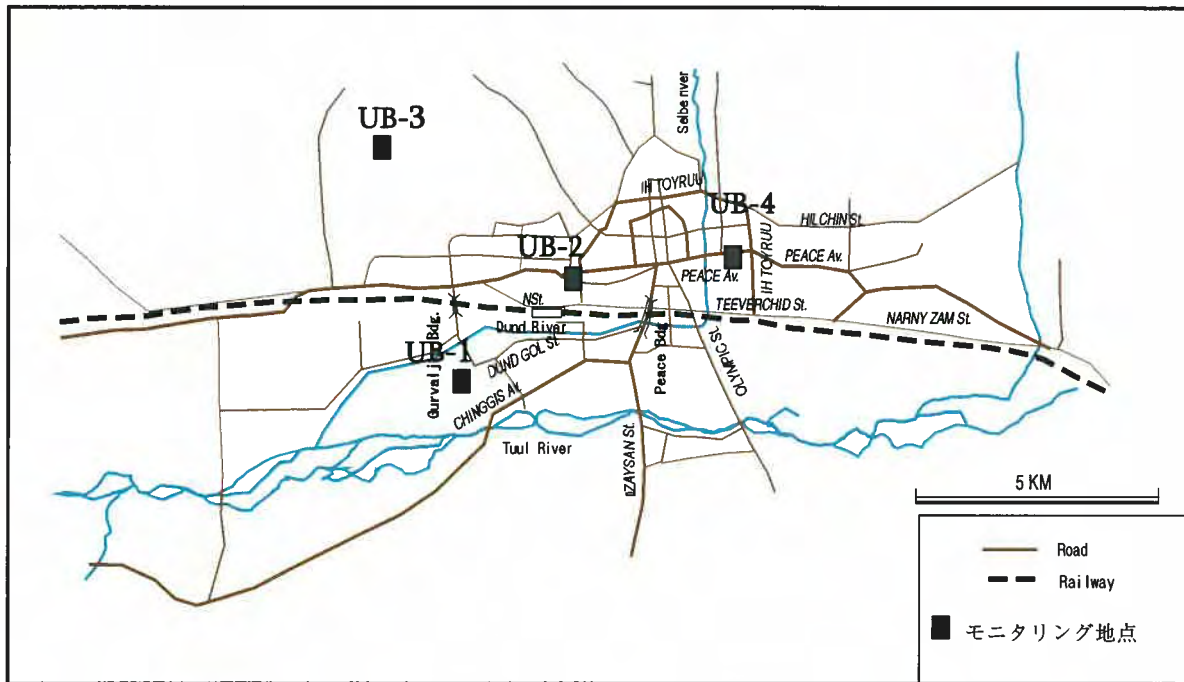 UB-3
Selbe river
IH TOYRUU
UB-4
HILCHIN St.
UB-2
IH TOYRUU
PEACE Av.
PEACE Av.
NSt.
TEEVERCHID St.
NARNY ZAM St.
Dund River
Gurvalj Bdg.
UB-1
DUND GOL St.
Peace Bdg.
OLYMPIC St.
CHINGGIS Av.
Tuul River
ZAYSAN St.
5 KM
Road
Railway
モニタリング地点